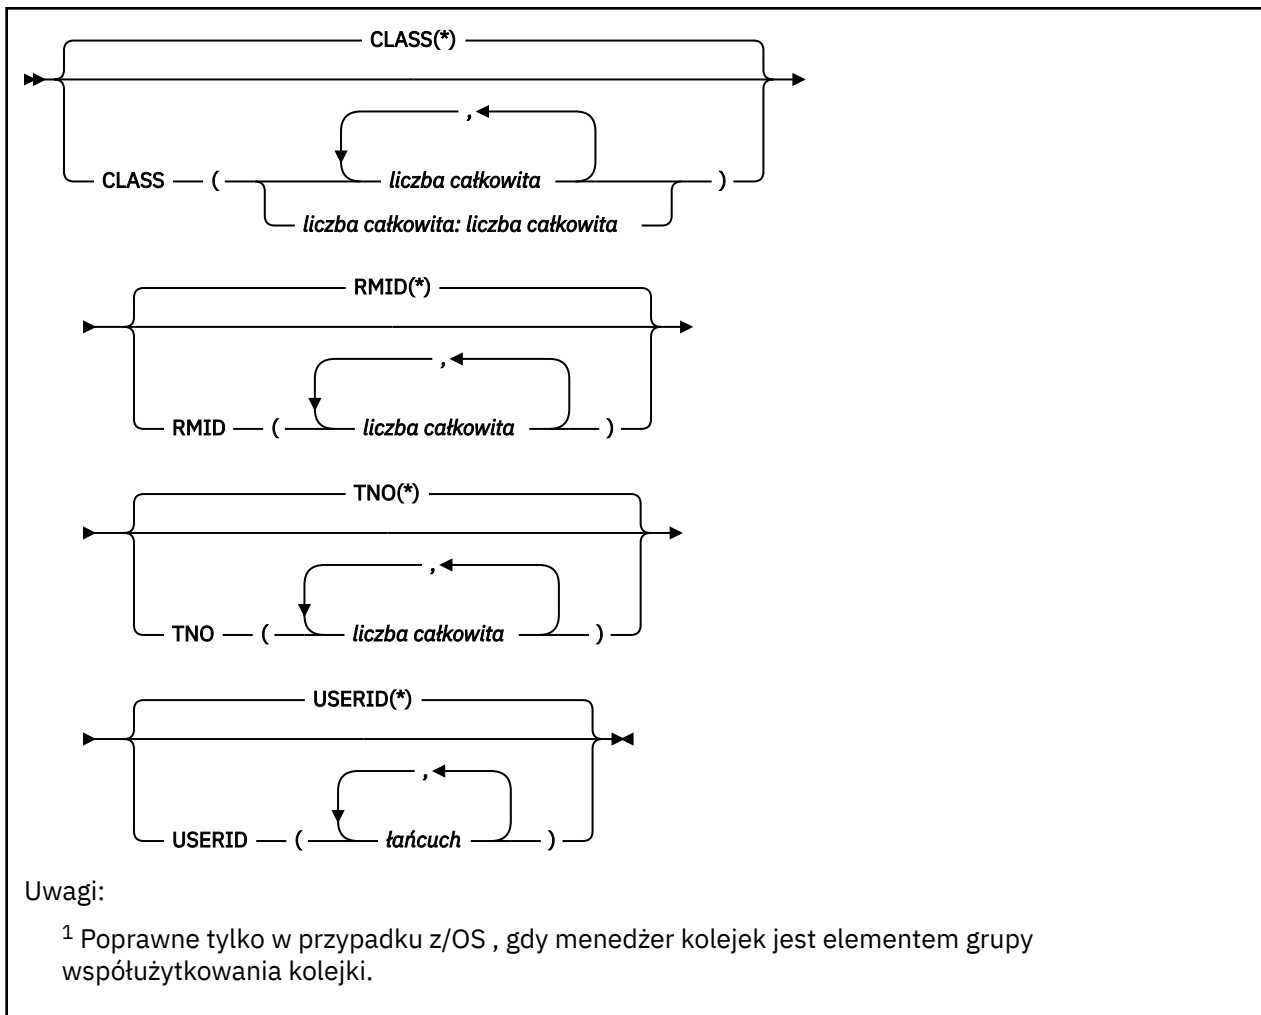 CLASS(*)
,
CLASS ( liczba całkowita )
liczba całkowita: liczba całkowita
RMID(*)
,
RMID ( liczba całkowita )
TNO(*)
,
TNO ( liczba całkowita )
USERID(*)
,
USERID ( łańcuch )
Uwagi:
1 Poprawne tylko w przypadku z/OS , gdy menedżer kolejek jest elementem grupy
współużytkowania kolejki.